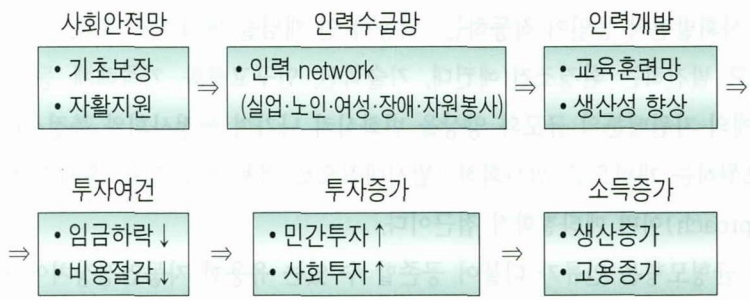 사회안전망 인력수급망 인력개발
• 기초보장
• 자활지원
⇒
• 인력 network
(실업·노인·여성·장애·자원봉사)
⇒
• 교육훈련망
• 생산성 향상
⇒
투자여건 투자증가 소득증가
⇒
• 임금하락↓
• 비용절감↓
⇒
• 민간투자↑
• 사회투자↑
⇒
• 생산증가
• 고용증가